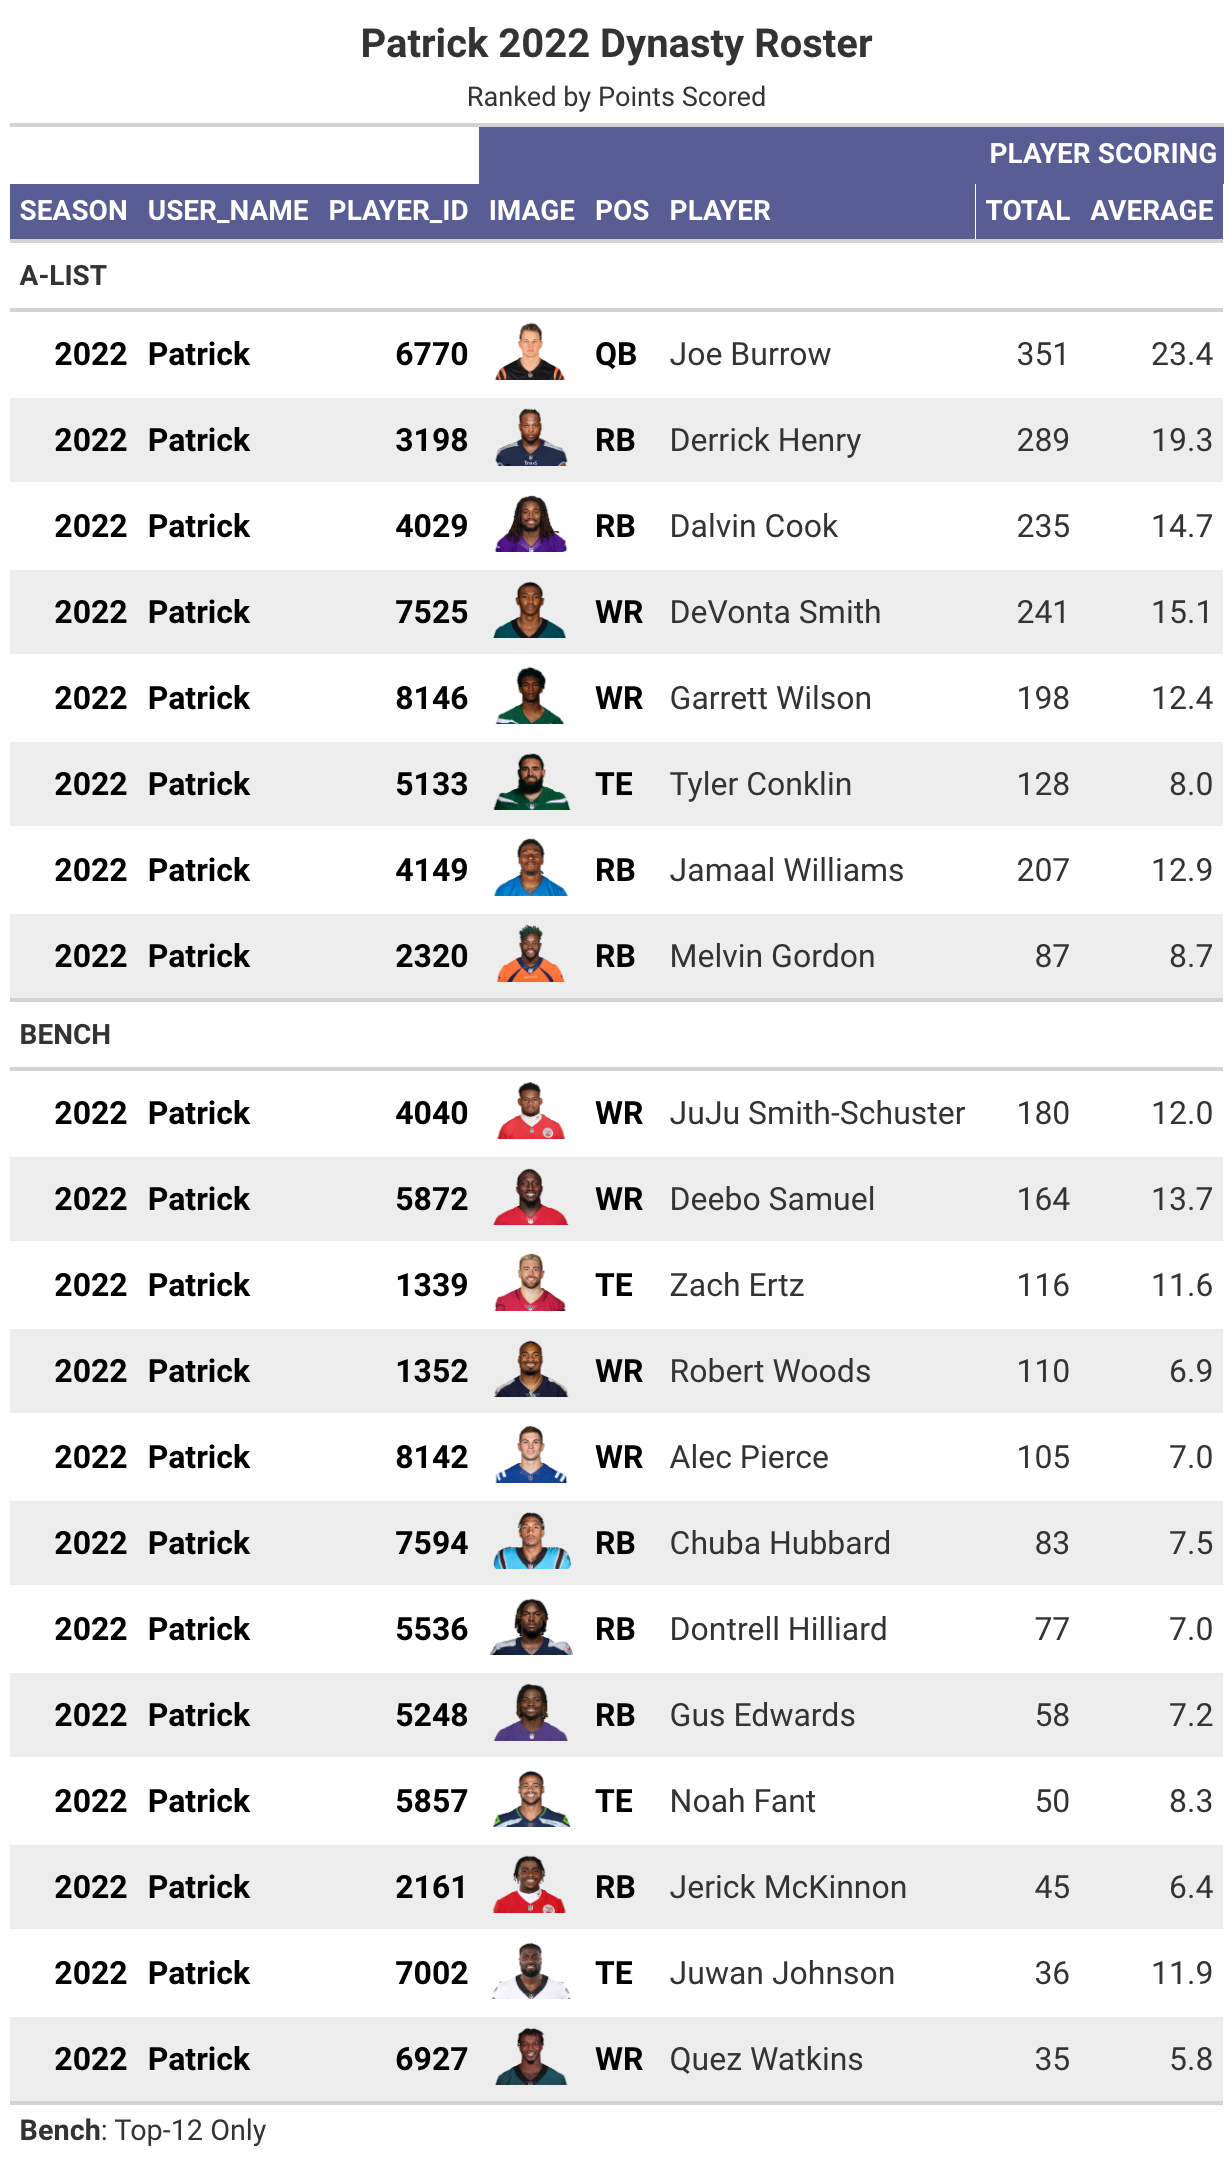 Patrick 2022 Dynasty Roster
Ranked by Points Scored
PLAYER SCORING
SEASON USER_NAME PLAYER_ID IMAGE POS PLAYER TOTAL AVERAGE
A-LIST
2022 Patrick 6770 QB Joe Burrow 351 23.4
2022 Patrick 3198 RB Derrick Henry 289 19.3
2022 Patrick 4029 RB Dalvin Cook 235 14.7
2022 Patrick 7525 WR DeVonta Smith 241 15.1
2022 Patrick 8146 WR Garrett Wilson 198 12.4
2022 Patrick 5133 TE Tyler Conklin 128 8.0
2022 Patrick 4149 RB Jamaal Williams 207 12.9
2022 Patrick 2320 RB Melvin Gordon 87 8.7
BENCH
2022 Patrick 4040 WR JuJu Smith-Schuster 180 12.0
2022 Patrick 5872 WR Deebo Samuel 164 13.7
2022 Patrick 1339 TE Zach Ertz 116 11.6
2022 Patrick 1352 WR Robert Woods 110 6.9
2022 Patrick 8142 WR Alec Pierce 105 7.0
2022 Patrick 7594 RB Chuba Hubbard 83 7.5
2022 Patrick 5536 RB Dontrell Hilliard 77 7.0
2022 Patrick 5248 RB Gus Edwards 58 7.2
2022 Patrick 5857 TE Noah Fant 50 8.3
2022 Patrick 2161 RB Jerick McKinnon 45 6.4
2022 Patrick 7002 TE Juwan Johnson 36 11.9
2022 Patrick 6927 WR Quez Watkins 35 5.8
Bench: Top-12 Only